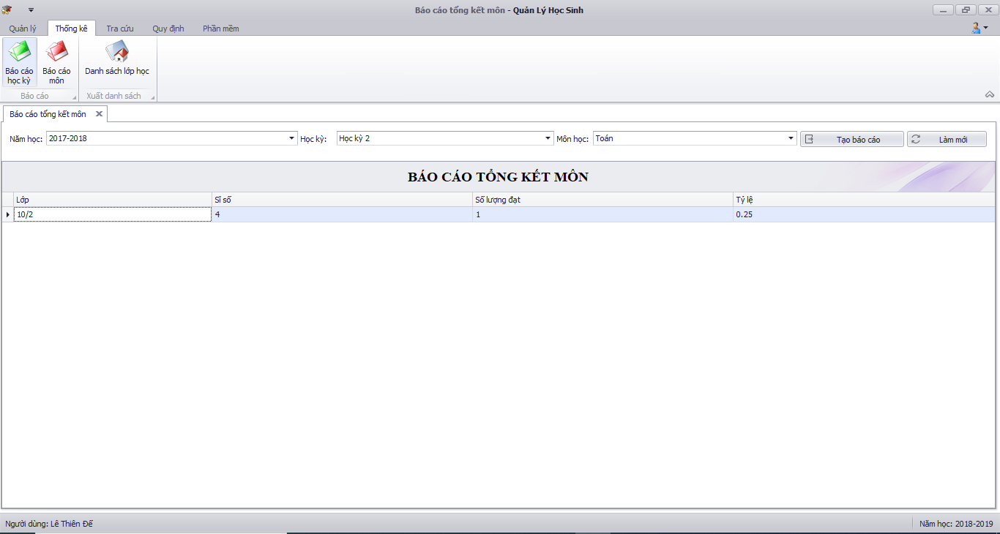 Báo cáo tổng kết môn - Quản Lý Học Sinh
Quản lý Thống kê Tra cứu Quy định Phần mềm
Báo cáo học kỳ
Báo cáo môn
Danh sách lớp học
Báo cáo
Xuất danh sách
Báo cáo tổng kết môn
Năm học: 2017-2018 Học kỳ: Học kỳ 2 Môn học: Toán Tạo báo cáo Làm mới
BÁO CÁO TỔNG KẾT MÔN
Lớp Sĩ số Số lượng đạt Tỷ lệ
10/2 4 1 0.25
Người dùng: Lê Thiên Đế Năm học: 2018-2019